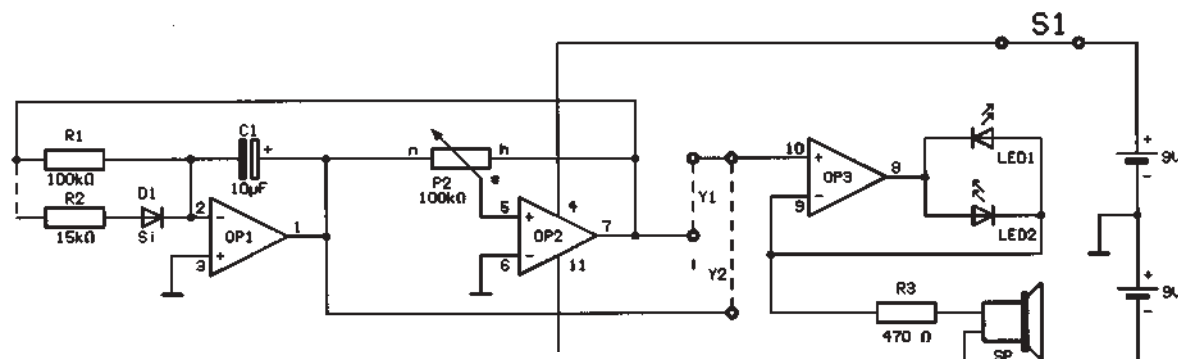 S1
R1
100kΩ
R2
15kΩ
D1
Si
C1
+
10µF
2
-
OP1
+
3
1
n
h
P2
100kΩ
s
5
+
OP2
-
6
4
7
11
Y1
Y2
10
+
OP3
-
9
8
LED1
LED2
R3
470 Ω
SP
+
9V
-
+
9V
-